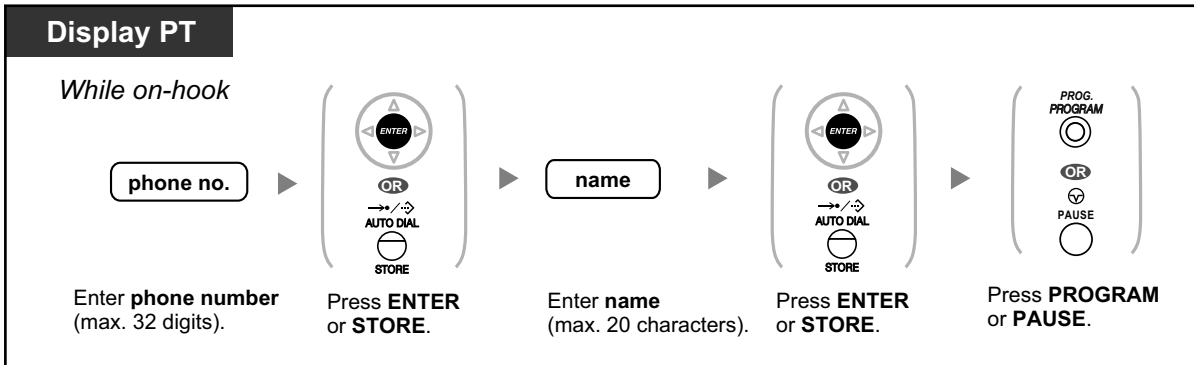 Display PT
While on-hook
phone no.
ENTER
OR
AUTO DIAL
STORE
name
ENTER
OR
AUTO DIAL
STORE
PROG.
PROGRAM
OR
PAUSE
Enter phone number
(max. 32 digits).
Press ENTER
or STORE.
Enter name
(max. 20 characters).
Press ENTER
or STORE.
Press PROGRAM
or PAUSE.